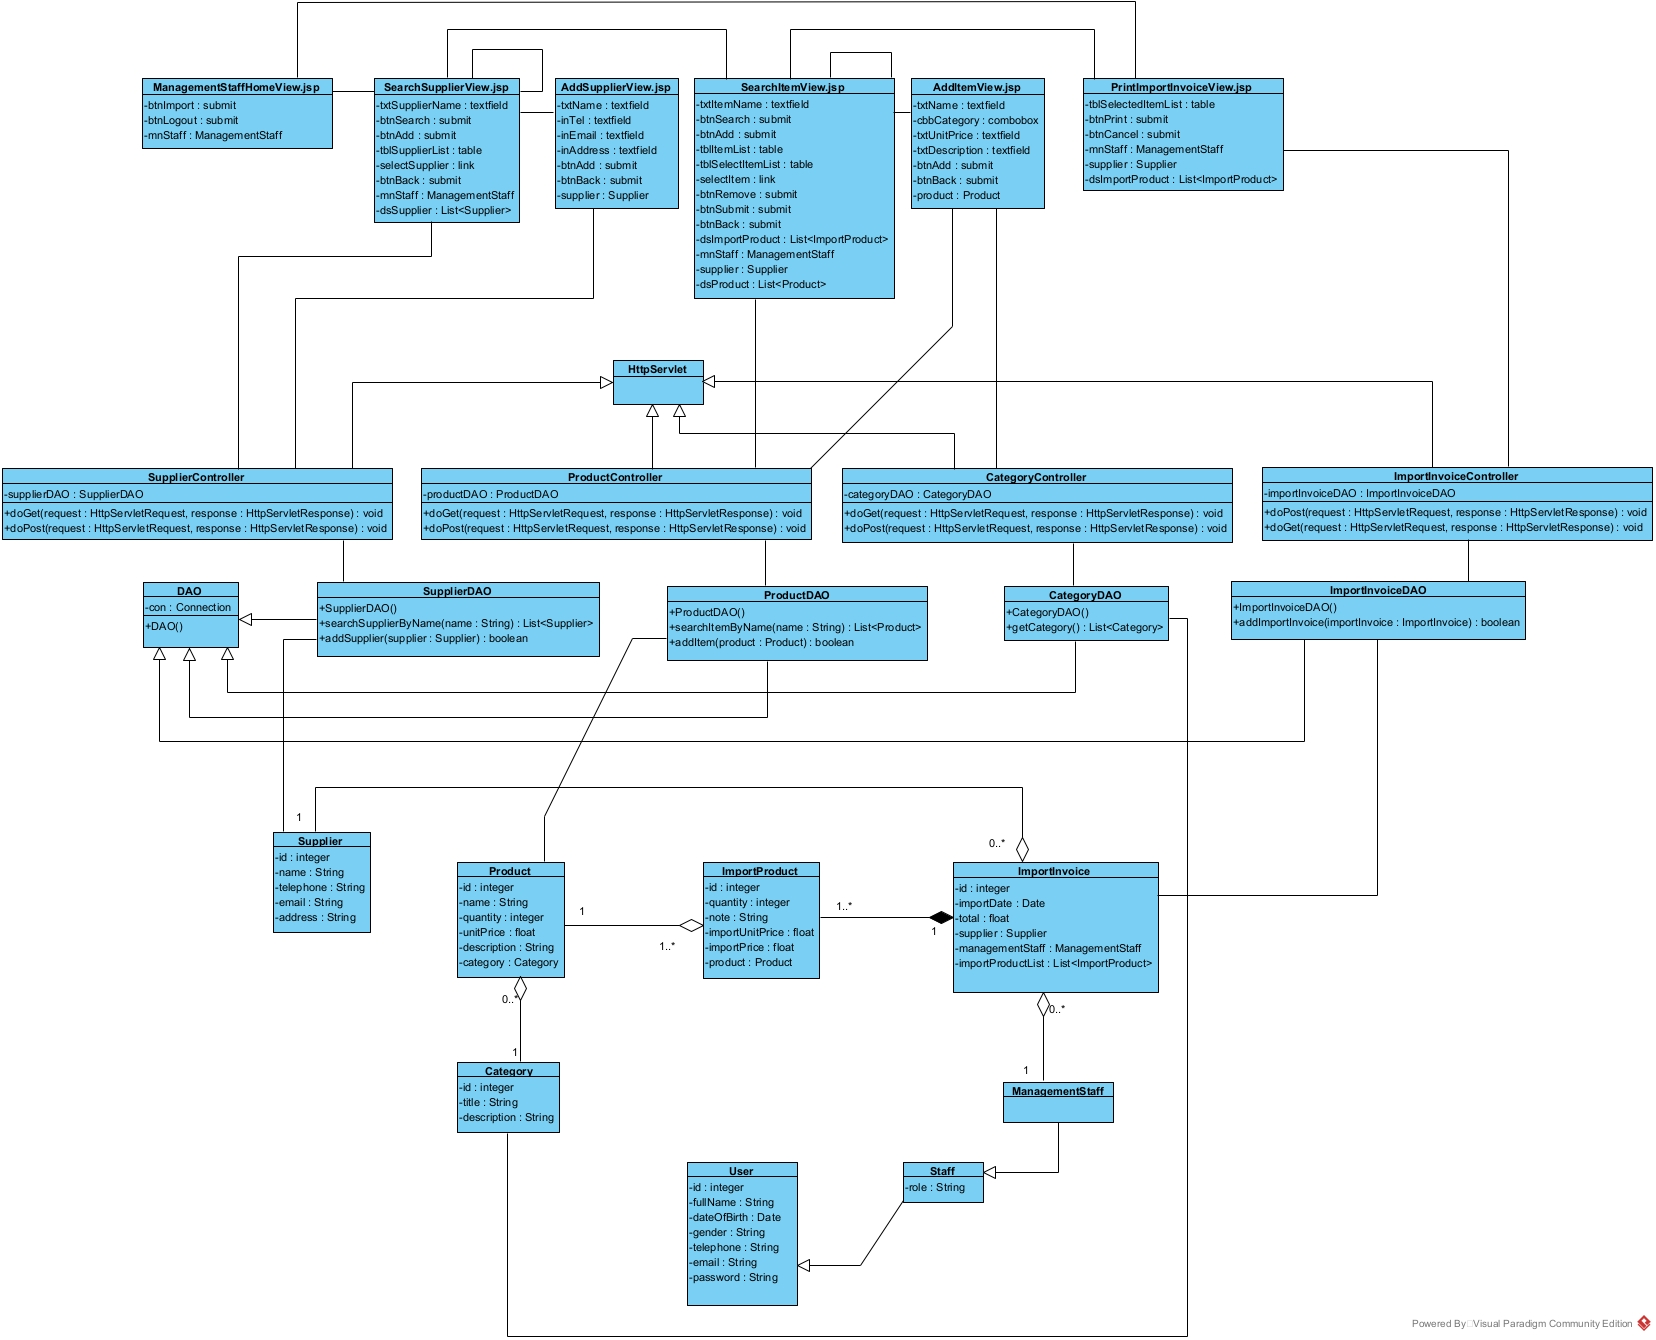 ManagementStaffHomeView.jsp
-btnImport : submit
-btnLogout : submit
-mnStaff : ManagementStaff
SearchSupplierView.jsp
-txtSupplierName : textfield
-btnSearch : submit
-btnAdd : submit
-tblSupplierList : table
-selectSupplier : link
-btnBack : submit
-mnStaff : ManagementStaff
-dsSupplier : List<Supplier>
AddSupplierView.jsp
-txtName : textfield
-inTel : textfield
-inEmail : textfield
-inAddress : textfield
-btnAdd : submit
-btnBack : submit
-supplier : Supplier
SearchItemView.jsp
-txtItemName : textfield
-btnSearch : submit
-btnAdd : submit
-tblItemList : table
-tblSelectItemList : table
-selectItem : link
-btnRemove : submit
-btnSubmit : submit
-btnBack : submit
-dsImportProduct : List<ImportProduct>
-mnStaff : ManagementStaff
-supplier : Supplier
-dsProduct : List<Product>
AddItemView.jsp
-txtName : textfield
-cbbCategory : combobox
-txtUnitPrice : textfield
-txtDescription : textfield
-btnAdd : submit
-btnBack : submit
-product : Product
PrintImportInvoiceView.jsp
-tblSelectedItemList : table
-btnPrint : submit
-btnCancel : submit
-mnStaff : ManagementStaff
-supplier : Supplier
-dsImportProduct : List<ImportProduct>
HttpServlet
SupplierController
-supplierDAO : SupplierDAO
+doGet(request : HttpServletRequest, response : HttpServletResponse) : void
+doPost(request : HttpServletRequest, response : HttpServletResponse) : void
ProductController
-productDAO : ProductDAO
+doGet(request : HttpServletRequest, response : HttpServletResponse) : void
+doPost(request : HttpServletRequest, response : HttpServletResponse) : void
CategoryController
-categoryDAO : CategoryDAO
+doGet(request : HttpServletRequest, response : HttpServletResponse) : void
+doPost(request : HttpServletRequest, response : HttpServletResponse) : void
ImportInvoiceController
-importInvoiceDAO : ImportInvoiceDAO
+doPost(request : HttpServletRequest, response : HttpServletResponse) : void
+doGet(request : HttpServletRequest, response : HttpServletResponse) : void
DAO
-con : Connection
+DAO()
SupplierDAO
+SupplierDAO()
+searchSupplierByName(name : String) : List<Supplier>
+addSupplier(supplier : Supplier) : boolean
ProductDAO
+ProductDAO()
+searchItemByName(name : String) : List<Product>
+addItem(product : Product) : boolean
CategoryDAO
+CategoryDAO()
+getCategory() : List<Category>
ImportInvoiceDAO
+ImportInvoiceDAO()
+addImportInvoice(importInvoice : ImportInvoice) : boolean
1
0..*
Supplier
-id : integer
-name : String
-telephone : String
-email : String
-address : String
Product
-id : integer
-name : String
-quantity : integer
-unitPrice : float
-description : String
-category : Category
1
1..*
ImportProduct
-id : integer
-quantity : integer
-note : String
-importUnitPrice : float
-importPrice : float
-product : Product
1..*
1
ImportInvoice
-id : integer
-importDate : Date
-total : float
-supplier : Supplier
-managementStaff : ManagementStaff
-importProductList : List<ImportProduct>
0..*
1
0..*
1
Category
-id : integer
-title : String
-description : String
ManagementStaff
User
-id : integer
-fullName : String
-dateOfBirth : Date
-gender : String
-telephone : String
-email : String
-password : String
Staff
-role : String
Powered By Visual Paradigm Community Edition